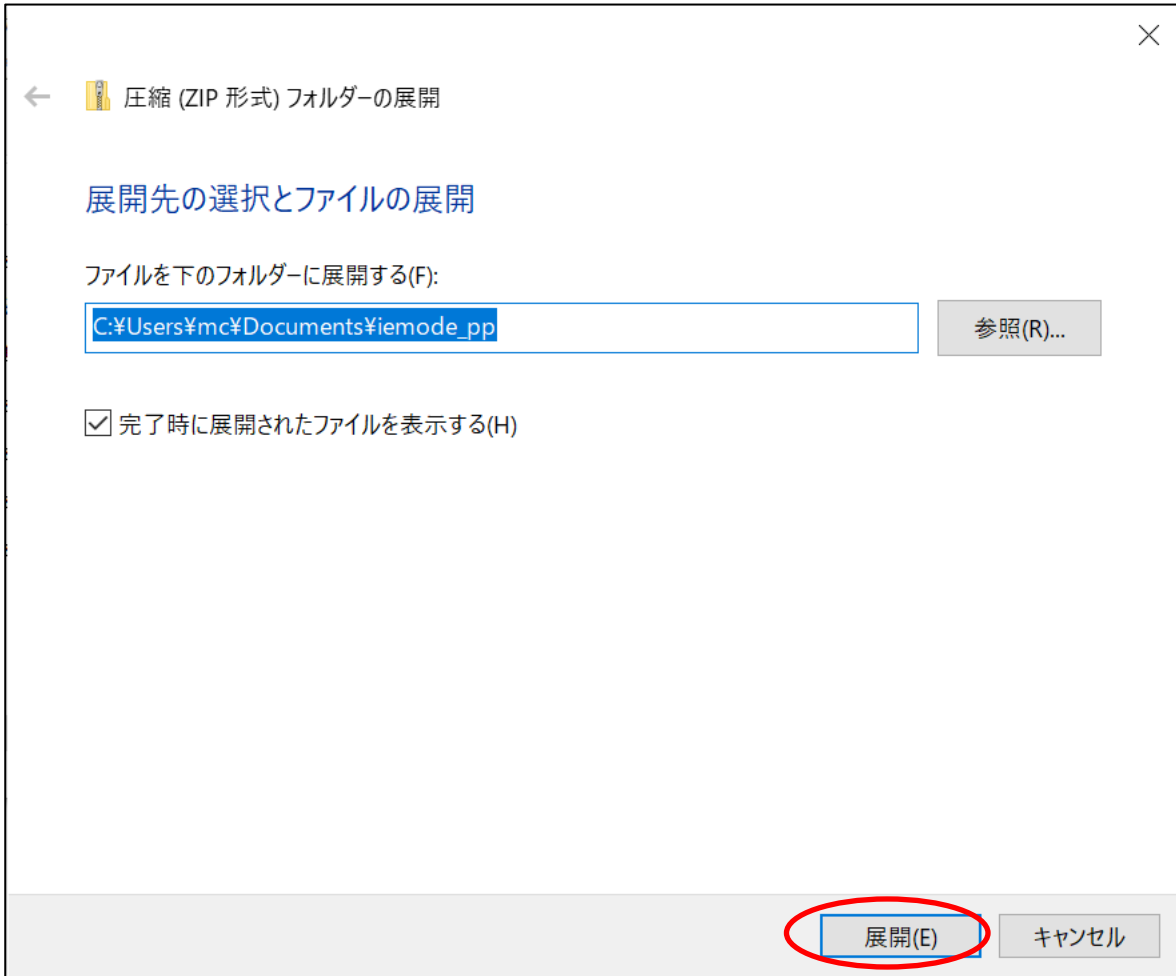 圧縮 (ZIP 形式) フォルダーの展開
展開先の選択とファイルの展開
ファイルを下のフォルダーに展開する(F):
C:¥Users¥mc¥Documents¥iemode_pp
参照(R)...
完了時に展開されたファイルを表示する(H)
展開(E)
キャンセル